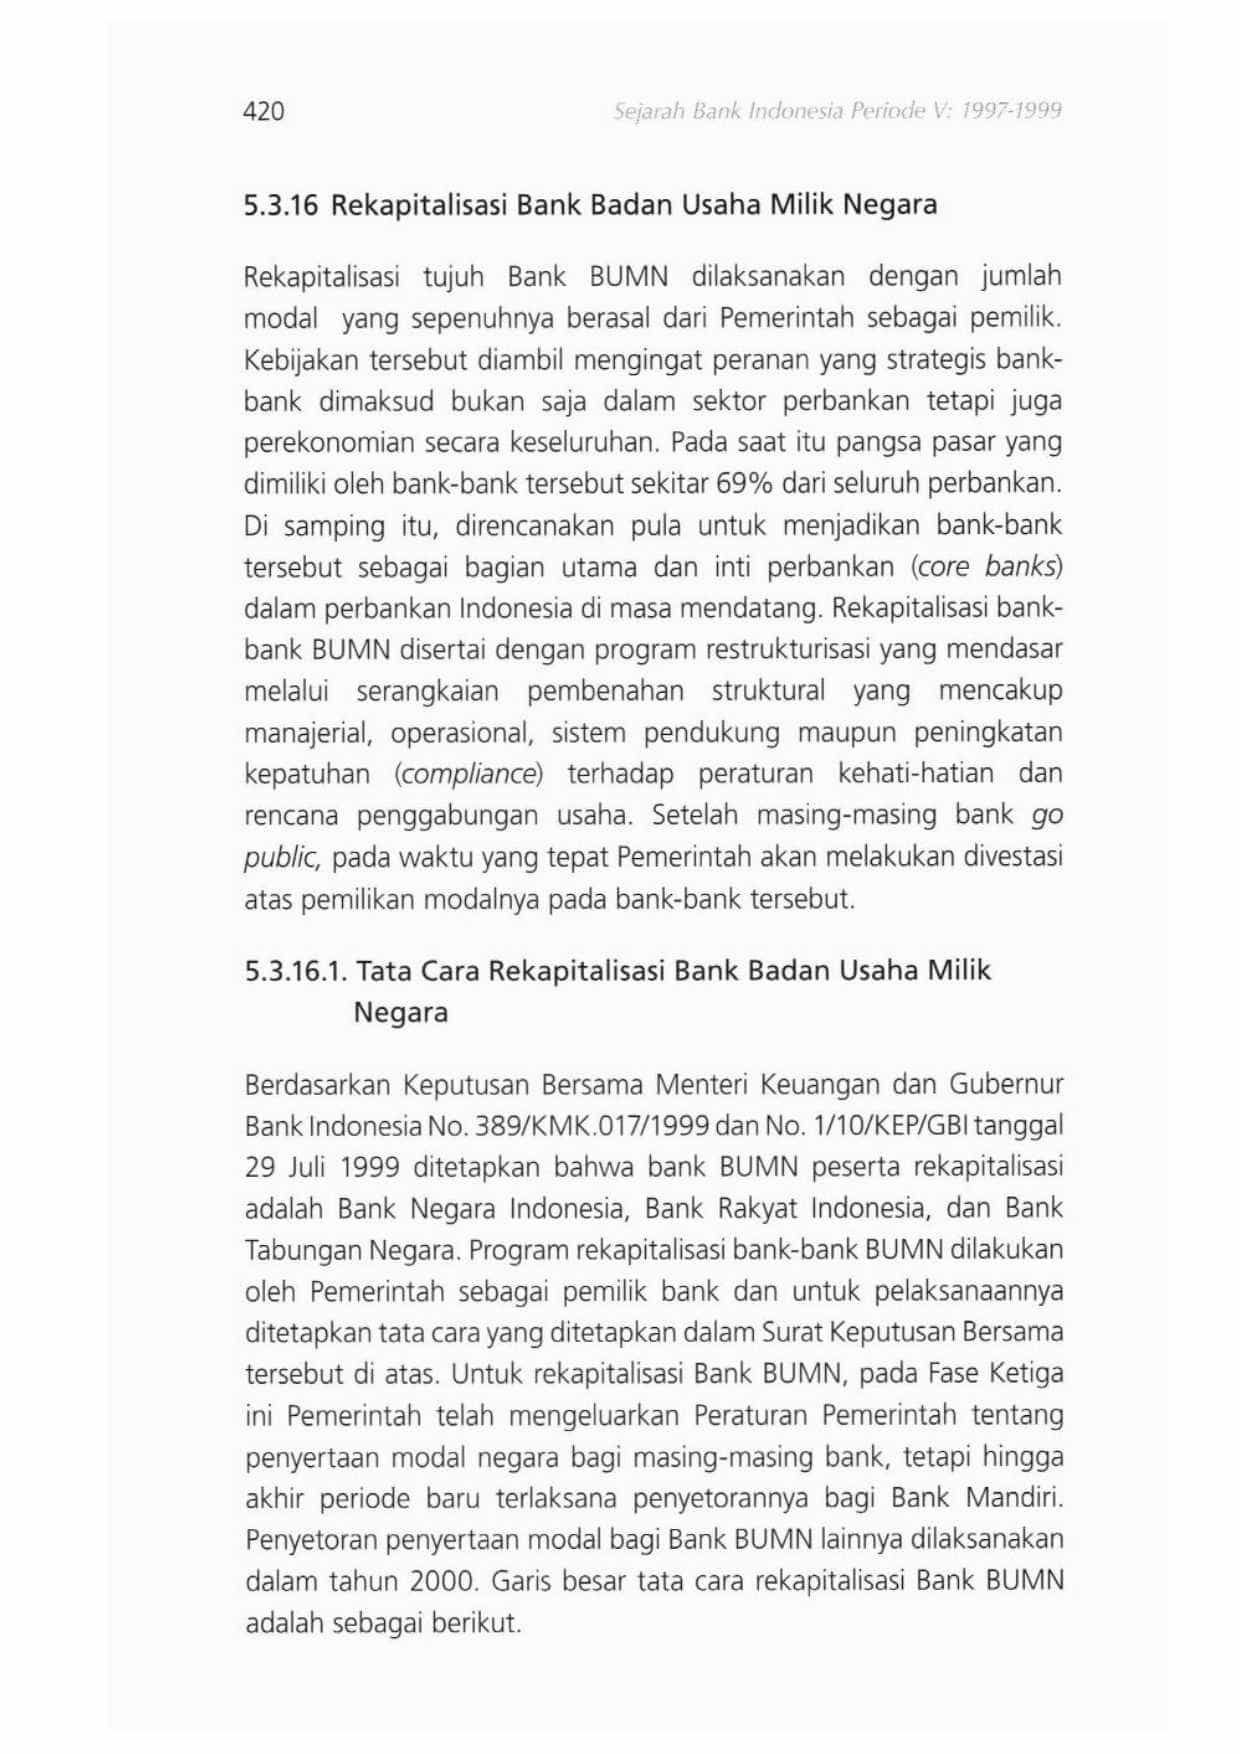 420
Sejarah Bank Indonesia Periode V: 1997-1999
5.3.16 Rekapitalisasi Bank Badan Usaha Milik Negara
Rekapitalisasi tujuh Bank BUMN dilaksanakan dengan jumlah
modal yang sepenuhnya berasal dari Pemerintah sebagai pemilik.
Kebijakan tersebut diambil mengingat peranan yang strategis bank-
bank dimaksud bukan saja dalam sektor perbankan tetapi juga
perekonomian secara keseluruhan. Pada saat itu pangsa pasar yang
dimiliki oleh bank-bank tersebut sekitar 69% dari seluruh perbankan.
Di samping itu, direncanakan pula untuk menjadikan bank-bank
tersebut sebagai bagian utama dan inti perbankan (core banks)
dalam perbankan Indonesia di masa mendatang. Rekapitalisasi bank-
bank BUMN disertai dengan program restrukturisasi yang mendasar
melalui serangkaian pembenahan struktural yang mencakup
manajerial, operasional, sistem pendukung maupun peningkatan
kepatuhan (compliance) terhadap peraturan kehati-hatian dan
rencana penggabungan usaha. Setelah masing-masing bank go
public, pada waktu yang tepat Pemerintah akan melakukan divestasi
atas pemilikan modalnya pada bank-bank tersebut.
5.3.16.1. Tata Cara Rekapitalisasi Bank Badan Usaha Milik
Negara
Berdasarkan Keputusan Bersama Menteri Keuangan dan Gubernur
Bank Indonesia No. 389/KMK.017/1999 dan No. 1/10/KEP/GBI tanggal
29 Juli 1999 ditetapkan bahwa bank BUMN peserta rekapitalisasi
adalah Bank Negara Indonesia, Bank Rakyat Indonesia, dan Bank
Tabungan Negara. Program rekapitalisasi bank-bank BUMN dilakukan
oleh Pemerintah sebagai pemilik bank dan untuk pelaksanaannya
ditetapkan tata cara yang ditetapkan dalam Surat Keputusan Bersama
tersebut di atas. Untuk rekapitalisasi Bank BUMN, pada Fase Ketiga
ini Pemerintah telah mengeluarkan Peraturan Pemerintah tentang
penyertaan modal negara bagi masing-masing bank, tetapi hingga
akhir periode baru terlaksana penyetorannya bagi Bank Mandiri.
Penyetoran penyertaan modal bagi Bank BUMN lainnya dilaksanakan
dalam tahun 2000. Garis besar tata cara rekapitalisasi Bank BUMN
adalah sebagai berikut.